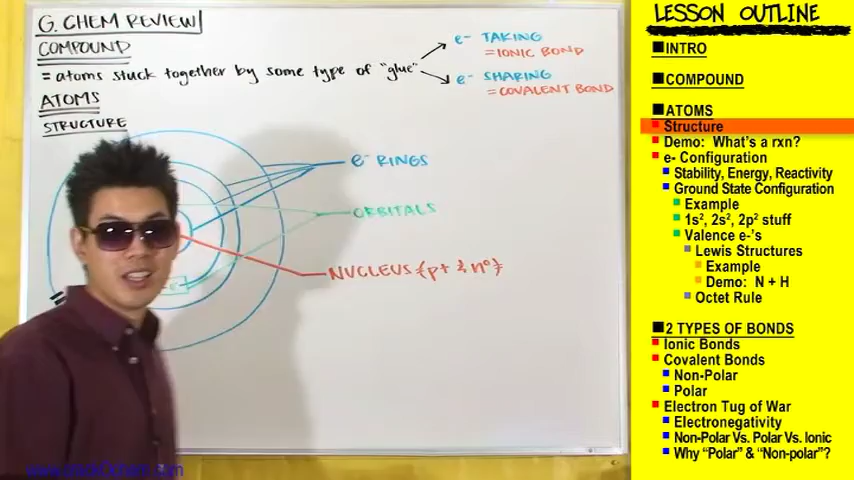 G. CHEM REVIEW
COMPOUND
= atoms stuck together by some type of "glue"
e- TAKING
= IONIC BOND
e- SHARING
= COVALENT BOND
ATOMS
STRUCTURE
e- RINGS
ORBITALS
NUCLEUS {p+ & n°}
LESSON OUTLINE
INTRO
COMPOUND
ATOMS
Structure
Demo: What's a rxn?
e- Configuration
Stability, Energy, Reactivity
Ground State Configuration
Example
1s², 2s², 2p² stuff
Valence e-'s
Lewis Structures
Example
Demo: N + H
Octet Rule
2 TYPES OF BONDS
Ionic Bonds
Covalent Bonds
Non-Polar
Polar
Electron Tug of War
Electronegativity
Non-Polar Vs. Polar Vs. Ionic
Why "Polar" & "Non-polar"?